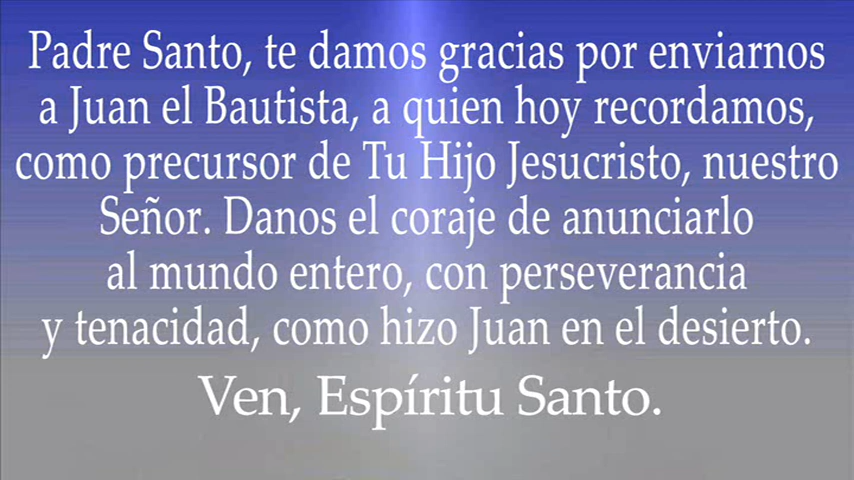 Padre Santo, te damos gracias por enviarnos
a Juan el Bautista, a quien hoy recordamos,
como precursor de Tu Hijo Jesucristo, nuestro
Señor. Danos el coraje de anunciarlo
al mundo entero, con perseverancia
y tenacidad, como hizo Juan en el desierto.
Ven, Espíritu Santo.